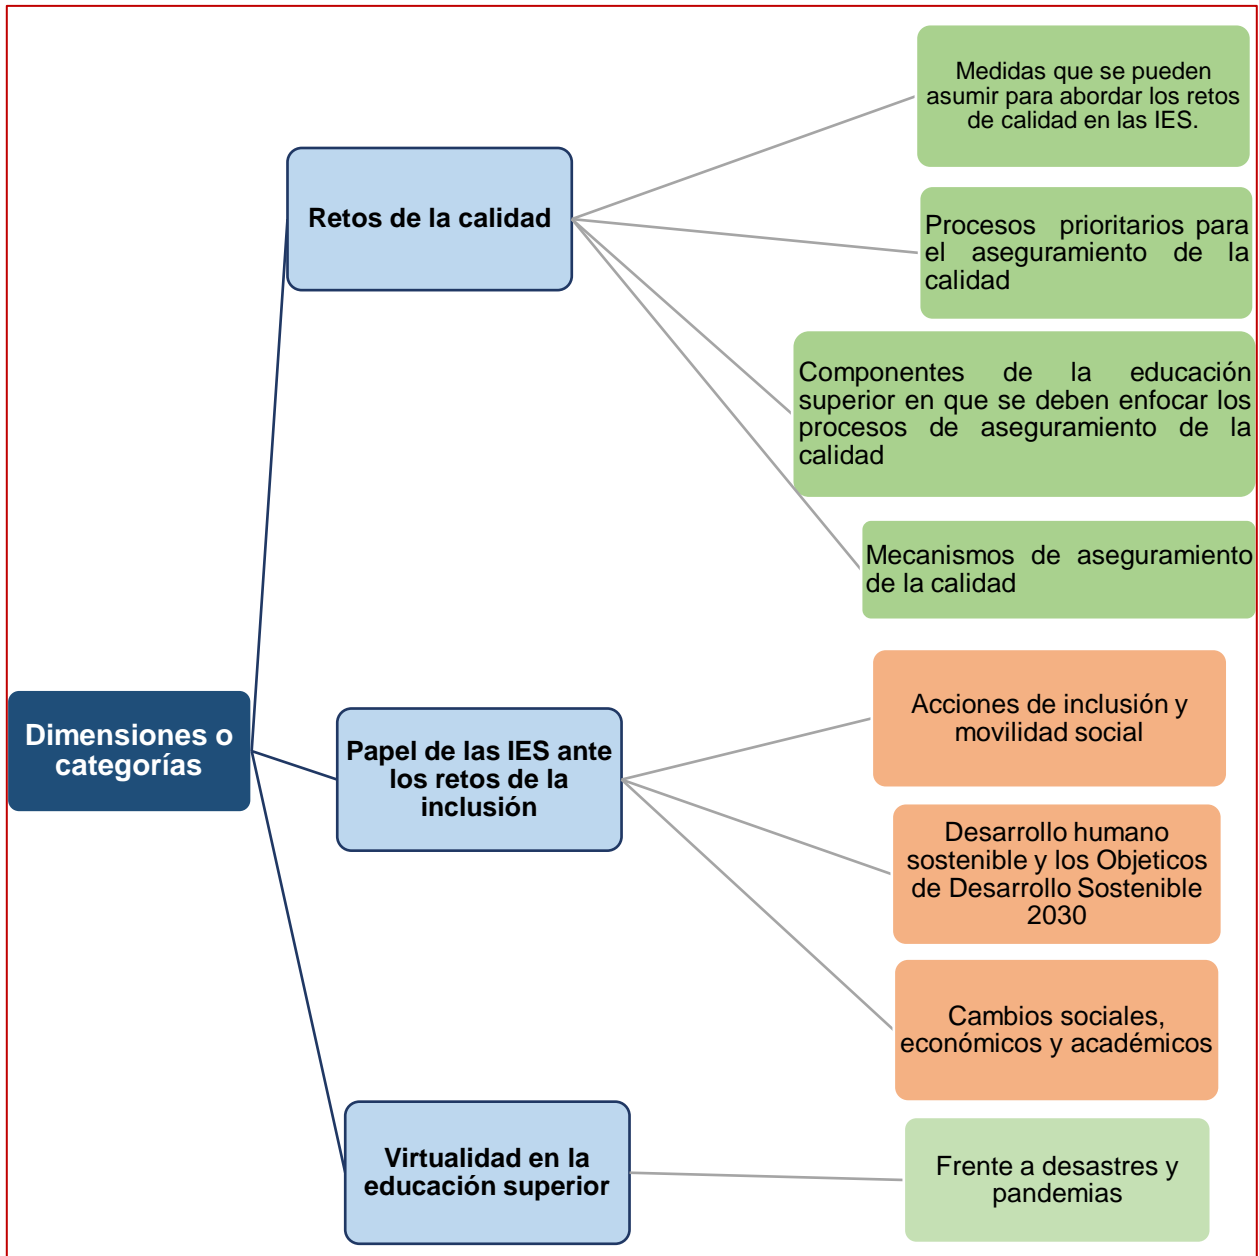 Dimensiones o
categorías
Retos de la calidad
Medidas que se pueden
asumir para abordar los retos
de calidad en las IES.
Procesos prioritarios para
el aseguramiento de la
calidad
Componentes de la educación
superior en que se deben enfocar los
procesos de aseguramiento de la
calidad
Mecanismos de aseguramiento
de la calidad
Papel de las IES ante
los retos de la
inclusión
Acciones de inclusión y
movilidad social
Desarrollo humano
sostenible y los Objeticos
de Desarrollo Sostenible
2030
Cambios sociales,
económicos y académicos
Virtualidad en la
educación superior
Frente a desastres y
pandemias